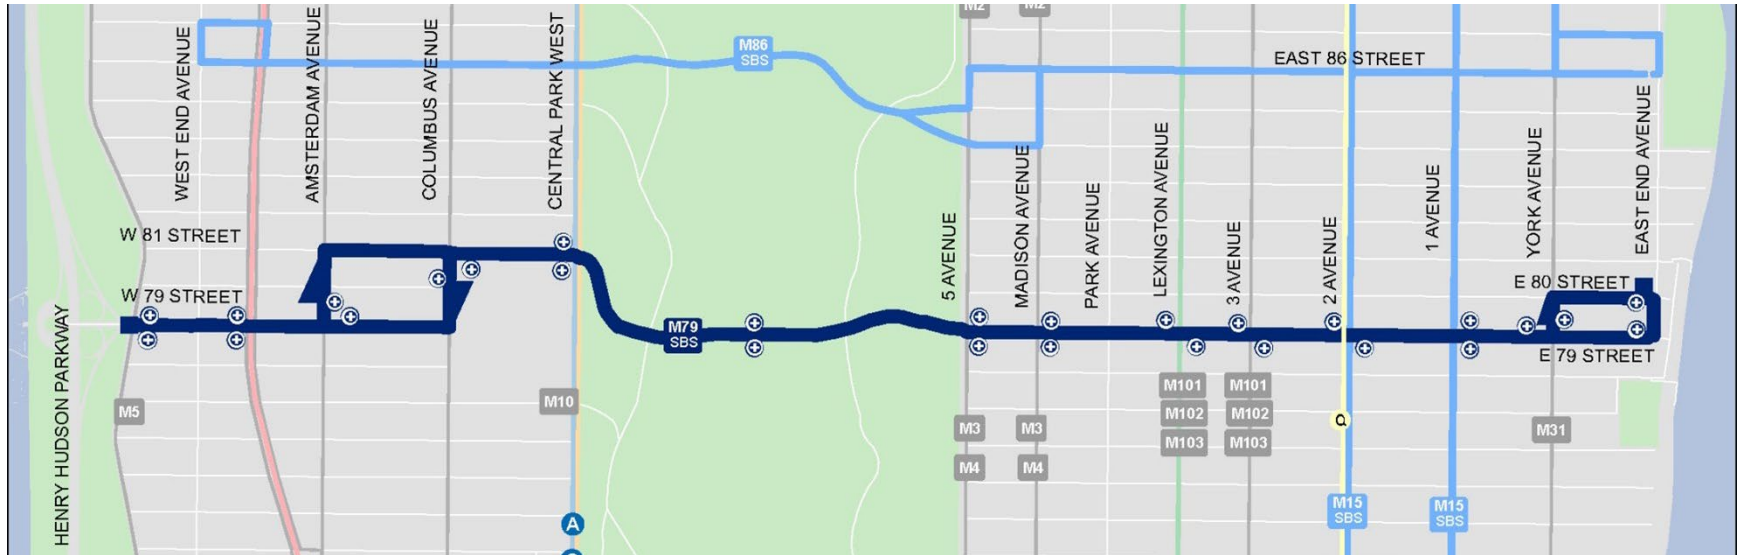 M2
M2
M86
SBS
EAST 86 STREET
WEST END AVENUE
AMSTERDAM AVENUE
COLUMBUS AVENUE
CENTRAL PARK WEST
5 AVENUE
MADISON AVENUE
PARK AVENUE
LEXINGTON AVENUE
3 AVENUE
2 AVENUE
1 AVENUE
YORK AVENUE
EAST END AVENUE
W 81 STREET
W 79 STREET
E 80 STREET
M79
SBS
E 79 STREET
HENRY HUDSON PARKWAY
M5
M10
M101
M101
M102
M102
M103
M103
M3
M3
M4
M4
Q
M31
M15
SBS
M15
SBS
A